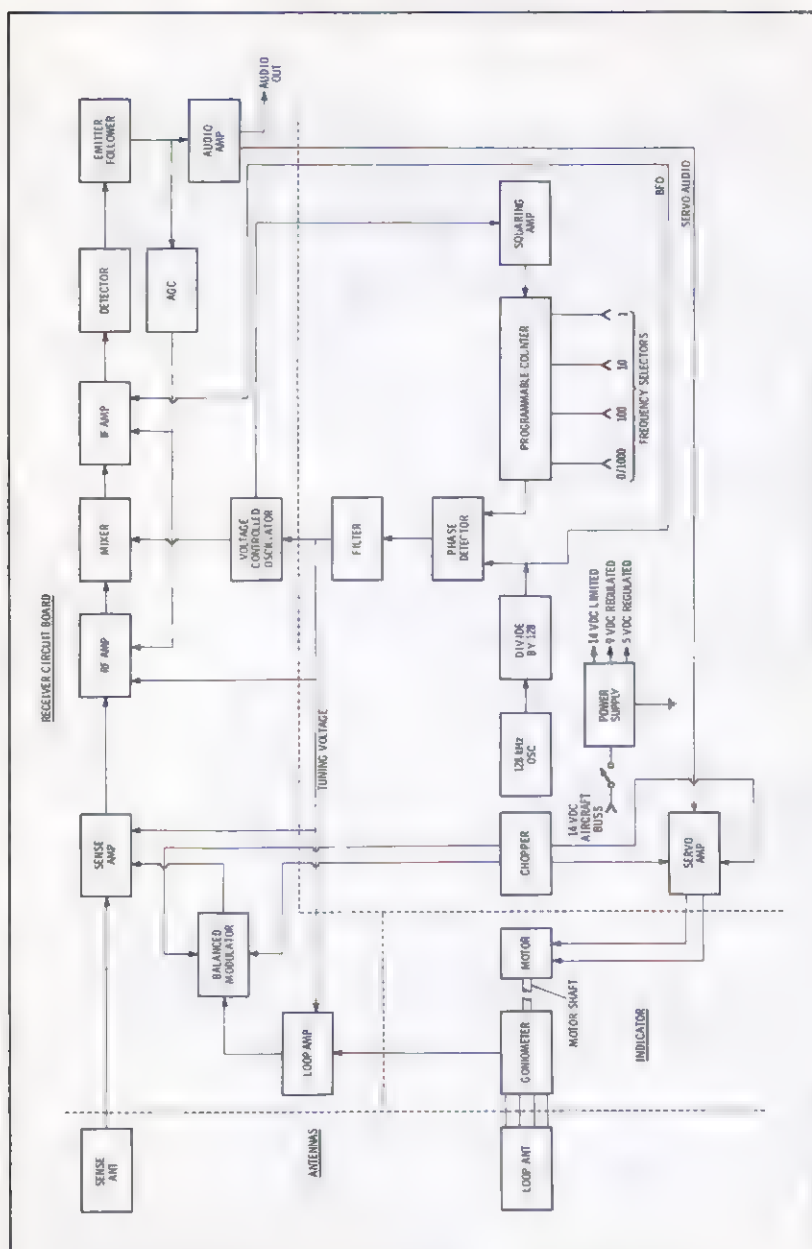 RECEIVER CIRCUIT BOARD
SENSE
ANT
SENSE
AMP
RF AMP
MIXER
IF AMP
DETECTOR
EMITTER
FOLLOWER
AGC
AUDIO
AMP
AUDIO
OUT
BALANCED
MODULATOR
LOOP AMP
TUNING VOLTAGE
VOLTAGE
CONTROLLED
OSCILLATOR
FILTER
PHASE
DETECTOR
PROGRAMMABLE COUNTER
SQUARING
AMP
0/1000
100
10
1
FREQUENCY SELECTORS
BFO
SERVO AUDIO
ANTENNAS
LOOP ANT
GONIOMETER
MOTOR
MOTOR SHAFT
INDICATOR
CHOPPER
SERVO
AMP
128 KHz
OSC
DIVIDE
BY 128
14 VDC
AIRCRAFT
BUSS
POWER
SUPPLY
14 VDC LIMITED
9 VDC REGULATED
5 VDC REGULATED